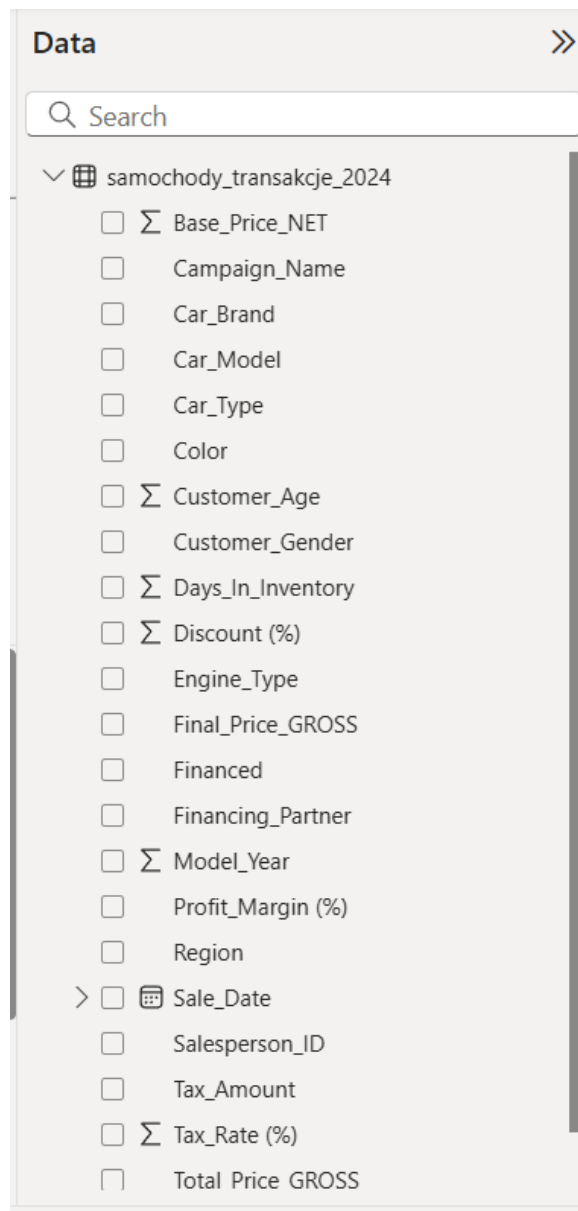 Data
Search
samochody_transakcje_2024
Base_Price_NET
Campaign_Name
Car_Brand
Car_Model
Car_Type
Color
Customer_Age
Customer_Gender
Days_In_Inventory
Discount (%)
Engine_Type
Final_Price_GROSS
Financed
Financing_Partner
Model_Year
Profit_Margin (%)
Region
Sale_Date
Salesperson_ID
Tax_Amount
Tax_Rate (%)
Total_Price_GROSS